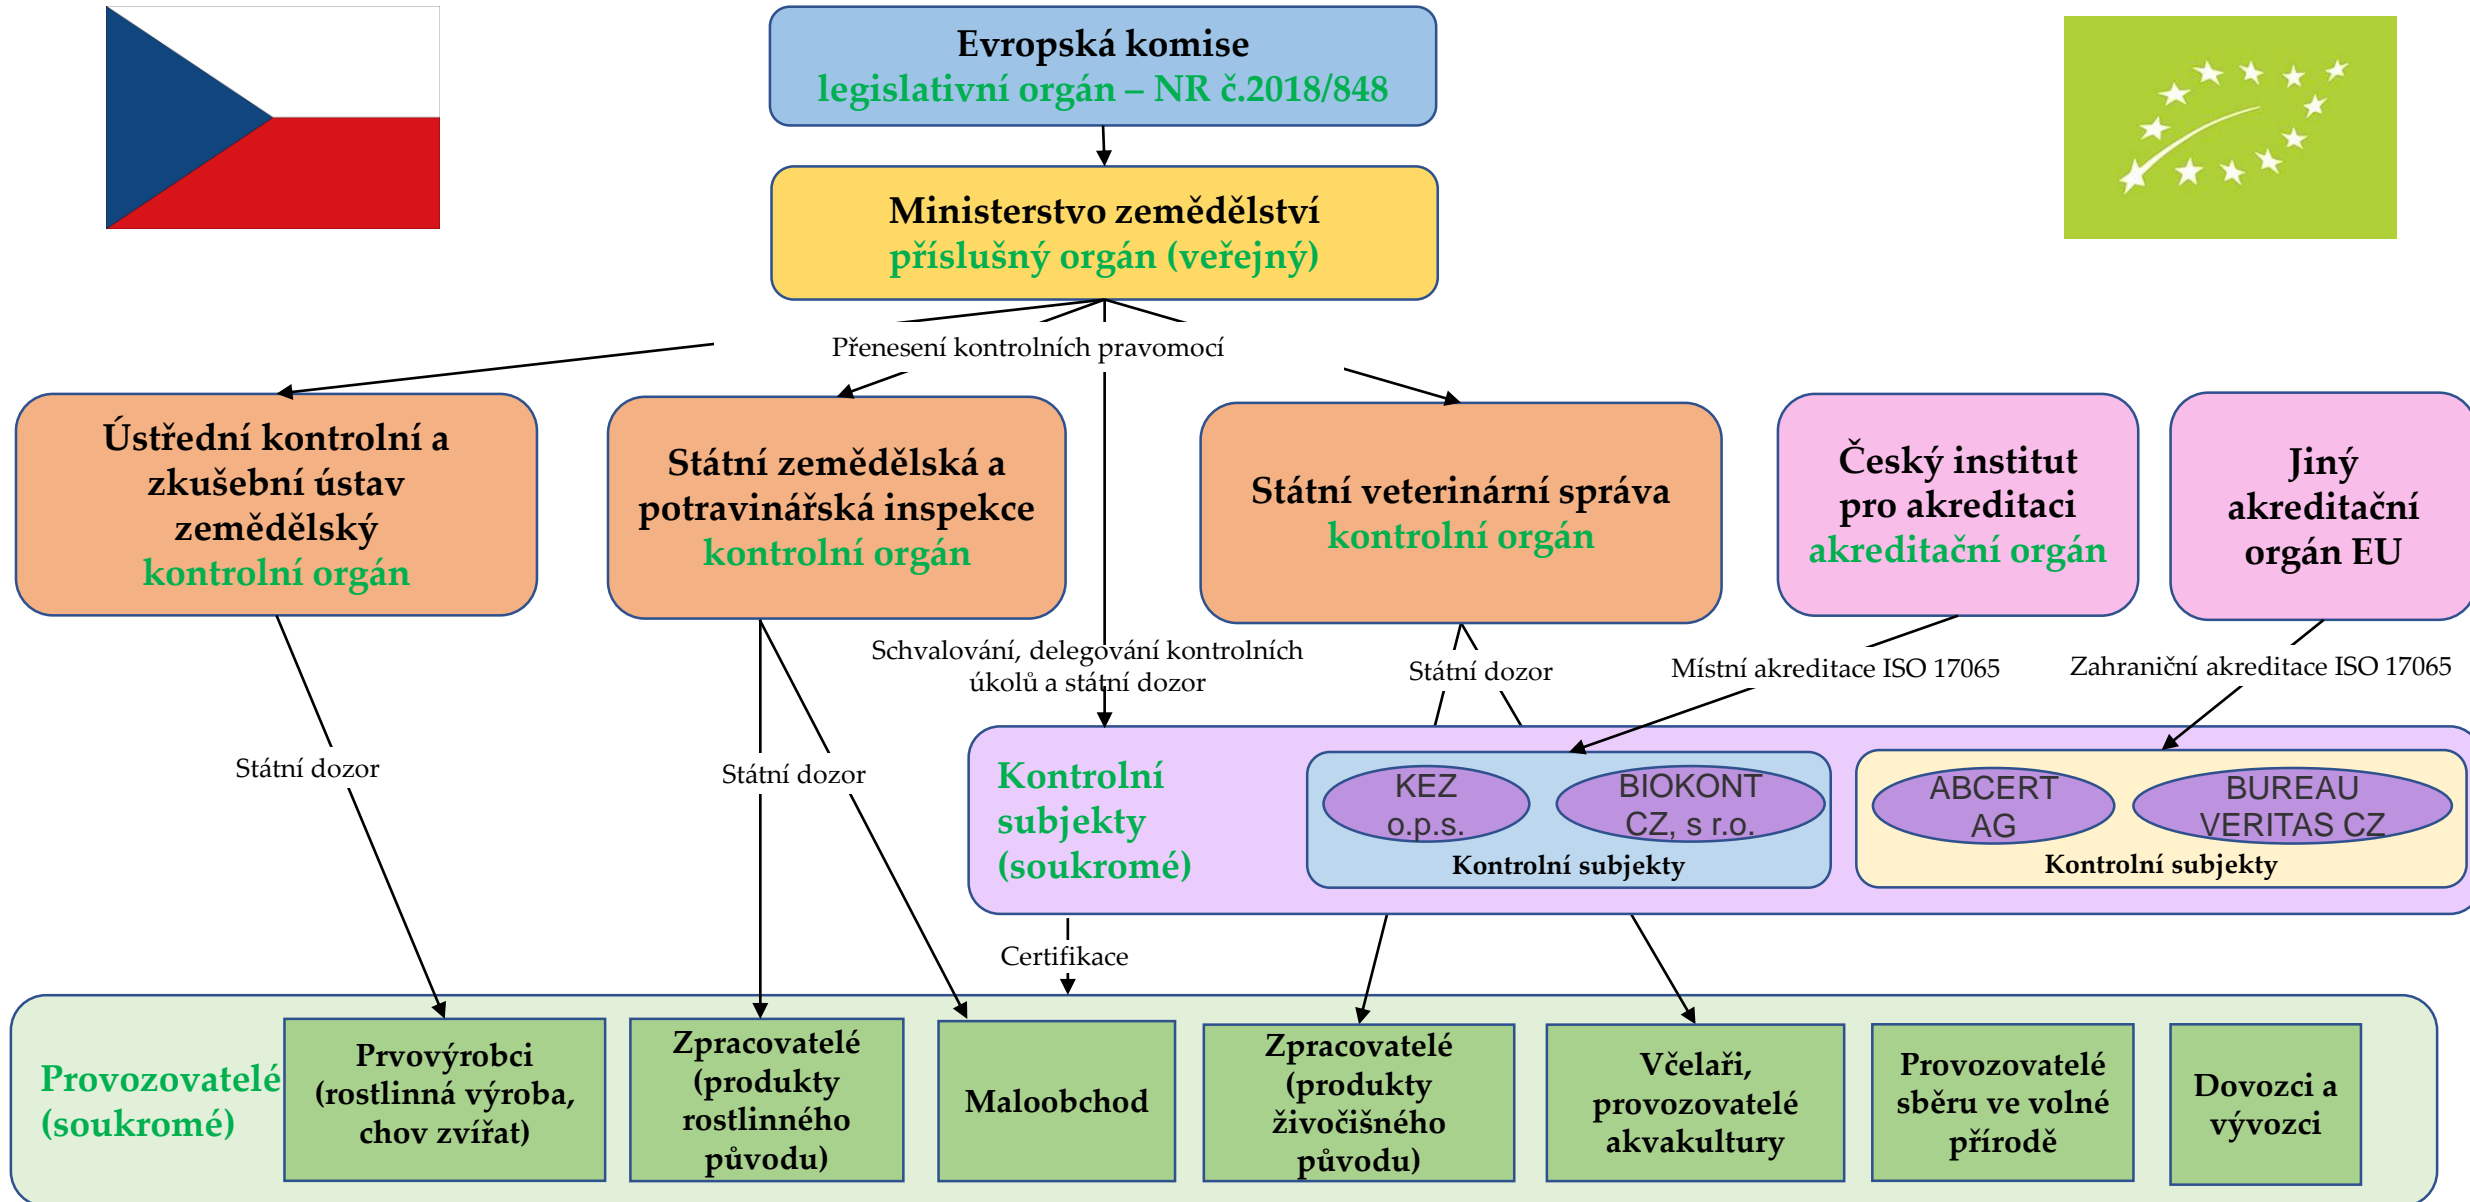 Evropská komise
legislativní orgán – NR č.2018/848
Ministerstvo zemědělství
příslušný orgán (veřejný)
Přenesení kontrolních pravomocí
Ústřední kontrolní a
zkušební ústav
zemědělský
kontrolní orgán
Státní zemědělská a
potravinářská inspekce
kontrolní orgán
Státní veterinární správa
kontrolní orgán
Český institut
pro akreditaci
akreditační orgán
Jiný
akreditační
orgán EU
Schvalování, delegování kontrolních
úkolů a státní dozor
Státní dozor
Místní akreditace ISO 17065
Zahraniční akreditace ISO 17065
Státní dozor
Státní dozor
Kontrolní
subjekty
(soukromé)
KEZ
o.p.s.
BIOKONT
CZ, s r.o.
Kontrolní subjekty
ABCERT
AG
BUREAU
VERITAS CZ
Kontrolní subjekty
Certifikace
Provozovatelé
(soukromé)
Prvovýrobci
(rostlinná výroba,
chov zvířat)
Zpracovatelé
(produkty
rostlinného
původu)
Maloobchod
Zpracovatelé
(produkty
živočišného
původu)
Včelaři,
provozovatelé
akvakultury
Provozovatelé
sběru ve volné
přírodě
Dovozci a
vývozci